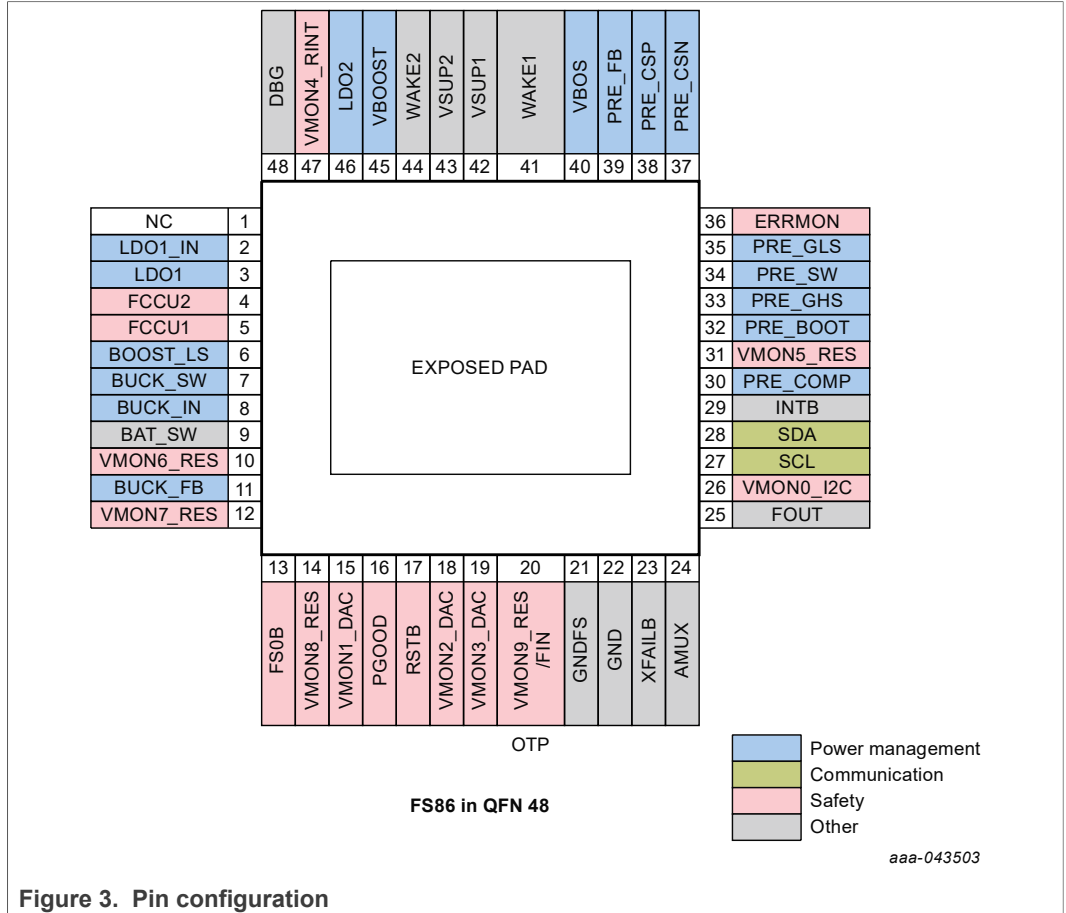 DBG
VMON4_RINT
LDO2
VBOOST
WAKE2
VSUP2
VSUP1
WAKE1
VBOS
PRE_FB
PRE_CSP
PRE_CSN
48 47 46 45 44 43 42 41 40 39 38 37
NC 1
LDO1_IN 2
LDO1 3
FCCU2 4
FCCU1 5
BOOST_LS 6
BUCK_SW 7
BUCK_IN 8
BAT_SW 9
VMON6_RES 10
BUCK_FB 11
VMON7_RES 12
EXPOSED PAD
36 ERRMON
35 PRE_GLS
34 PRE_SW
33 PRE_GHS
32 PRE_BOOT
31 VMON5_RES
30 PRE_COMP
29 INTB
28 SDA
27 SCL
26 VMON0_I2C
25 FOUT
13 14 15 16 17 18 19 20 21 22 23 24
FS0B
VMON8_RES
VMON1_DAC
PGOOD
RSTB
VMON2_DAC
VMON3_DAC
VMON9_RES
/FIN
GNDFS
GND
XFAILB
AMUX
OTP
Power management
Communication
Safety
Other
FS86 in QFN 48
aaa-043503
Figure 3. Pin configuration